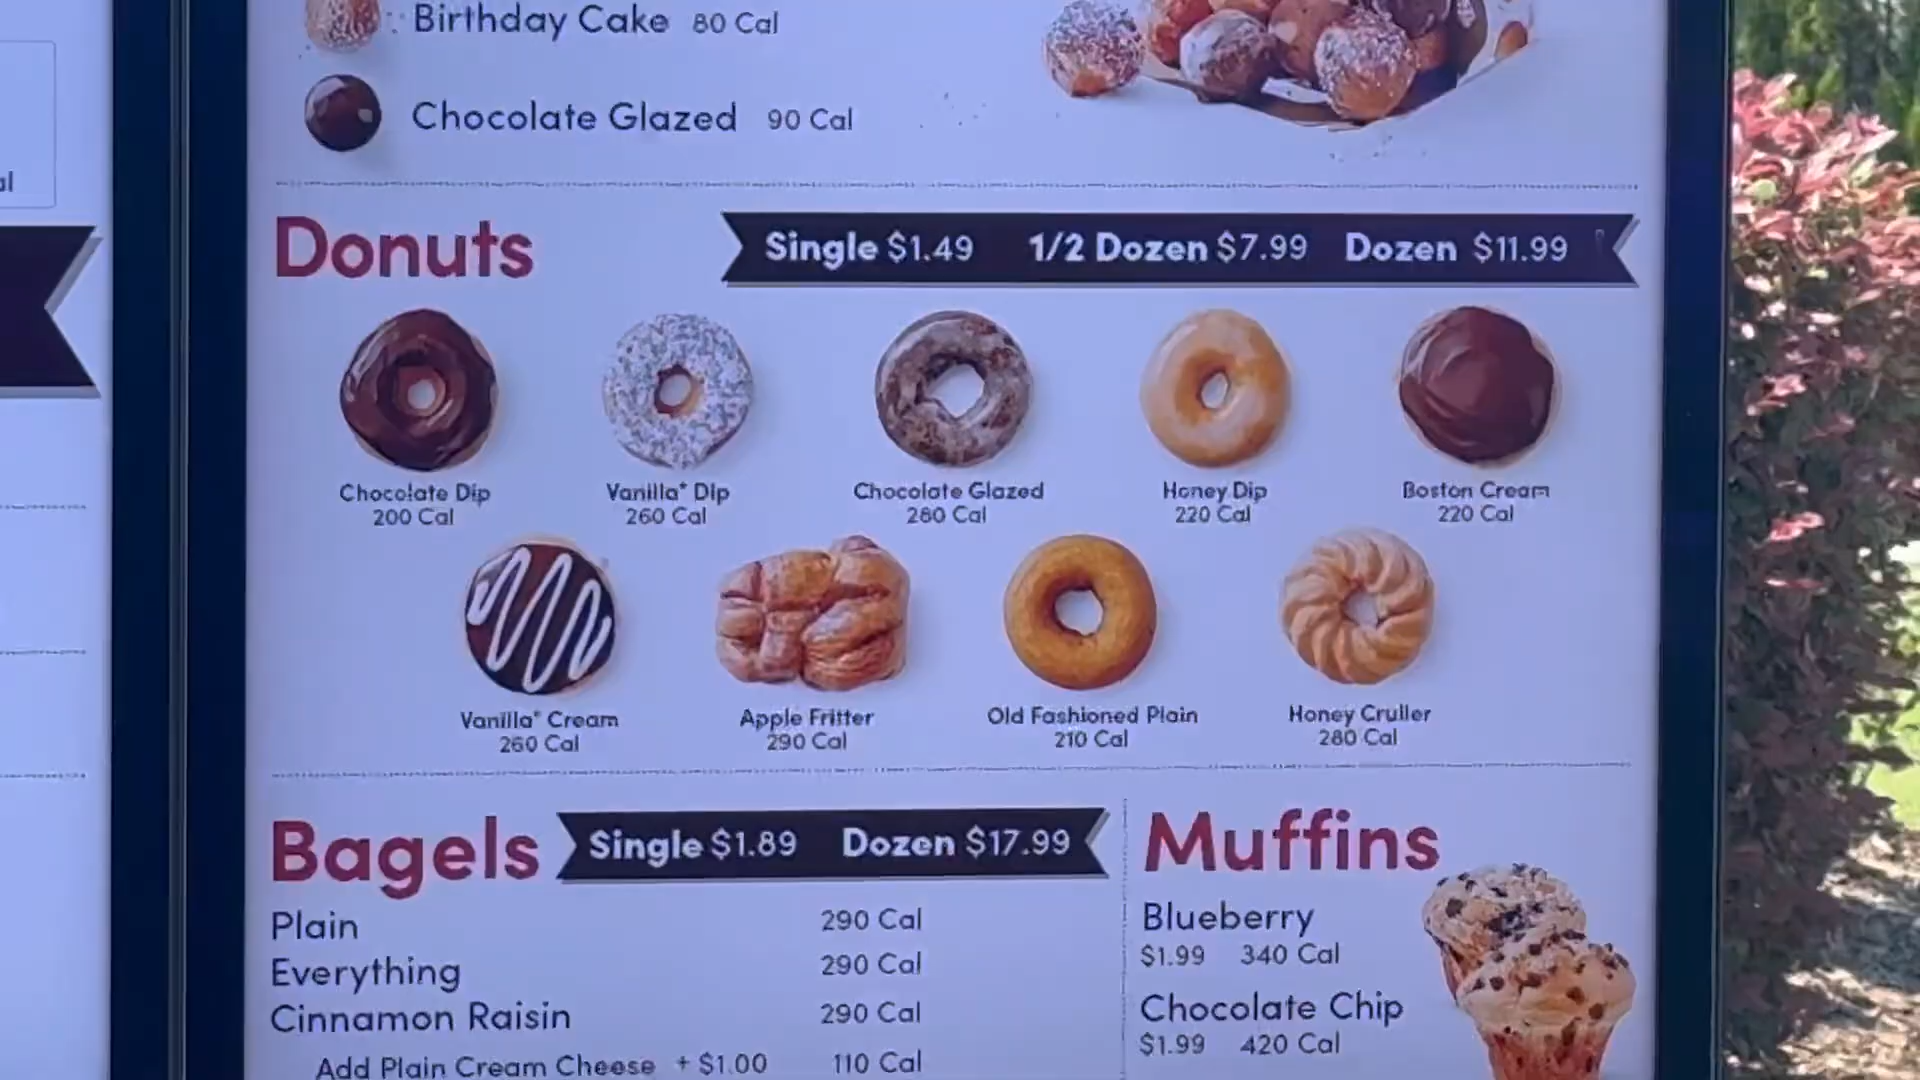 Birthday Cake 80 Cal
Chocolate Glazed 90 Cal
Donuts
Single $1.49 1/2 Dozen $7.99 Dozen $11.99
Chocolate Dip
200 Cal
Vanilla* Dip
260 Cal
Chocolate Glazed
280 Cal
Honey Dip
220 Cal
Boston Cream
220 Cal
Vanilla* Cream
260 Cal
Apple Fritter
290 Cal
Old Fashioned Plain
210 Cal
Honey Cruller
280 Cal
Bagels
Single $1.89 Dozen $17.99
Plain 290 Cal
Everything 290 Cal
Cinnamon Raisin 290 Cal
Add Plain Cream Cheese + $1.00 110 Cal
Muffins
Blueberry
$1.99 340 Cal
Chocolate Chip
$1.99 420 Cal